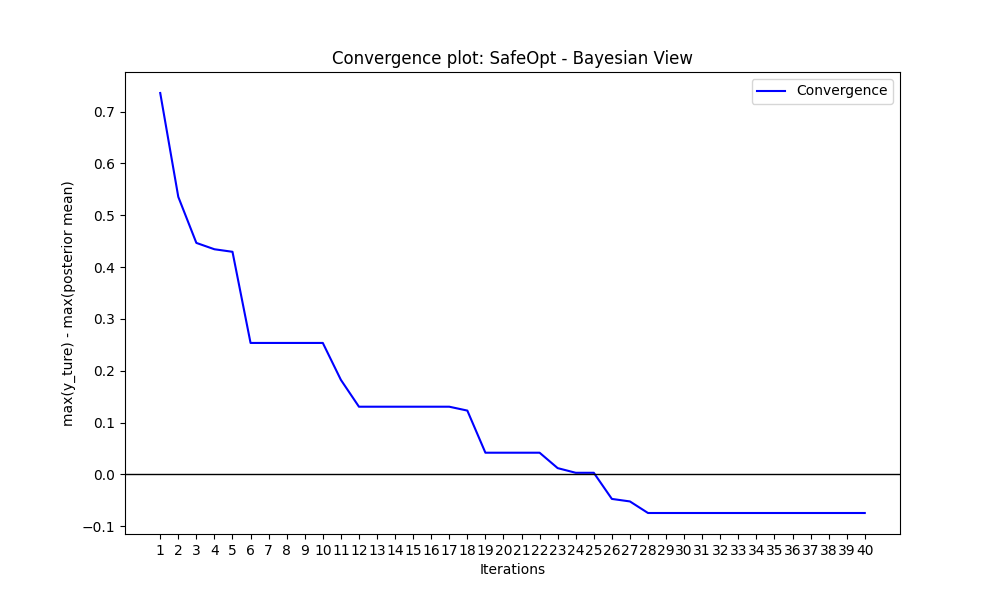 Convergence plot: SafeOpt - Bayesian View
Convergence
max(y_ture) - max(posterior mean)
0.7
0.6
0.5
0.4
0.3
0.2
0.1
0.0
−0.1
1 2 3 4 5 6 7 8 9 10 11 12 13 14 15 16 17 18 19 20 21 22 23 24 25 26 27 28 29 30 31 32 33 34 35 36 37 38 39 40
Iterations